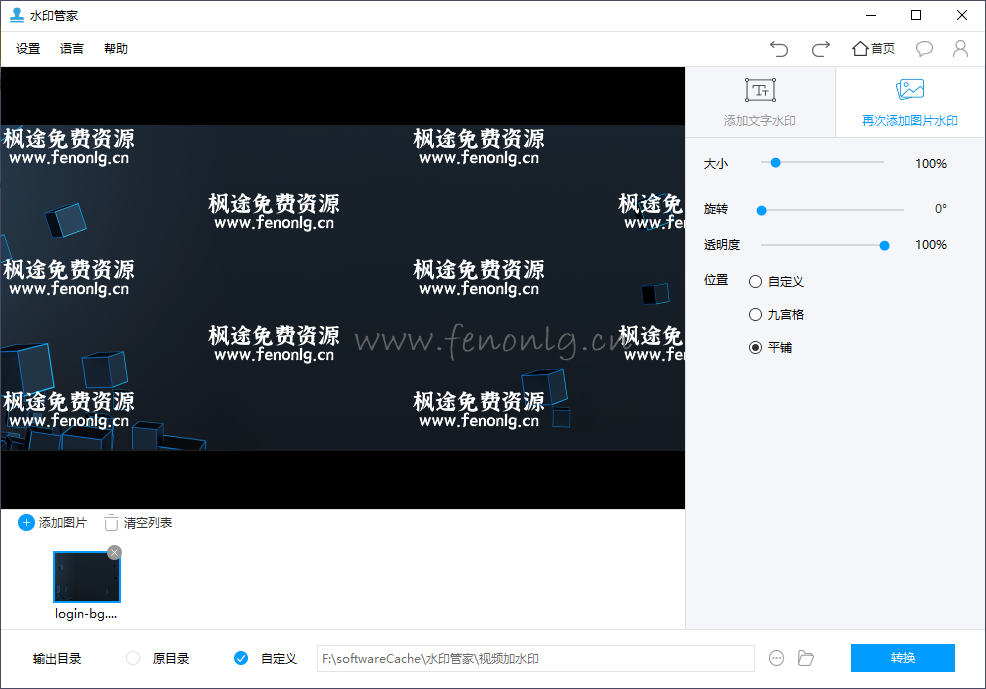 水印管家
设置 语言 帮助 首页
添加文字水印 再次添加图片水印
枫途免费资源 枫途免费资源
www.fenonlg.cn www.fenonlg.cn
大小 100%
枫途免费资源 枫途免
www.fenonlg.cn www.fe
旋转 0°
透明度 100%
枫途免费资源 枫途免费资源
www.fenonlg.cn www.fenonlg.cn
位置 自定义
九宫格
平铺
枫途免费资源 枫途免
www.fenonlg.cn www.fe
www.fenonlg.cn
枫途免费资源 枫途免费资源
www.fenonlg.cn www.fenonlg.cn
添加图片 清空列表
login-bg....
输出目录 原目录 自定义 F:\softwareCache\水印管家\视频加水印 转换